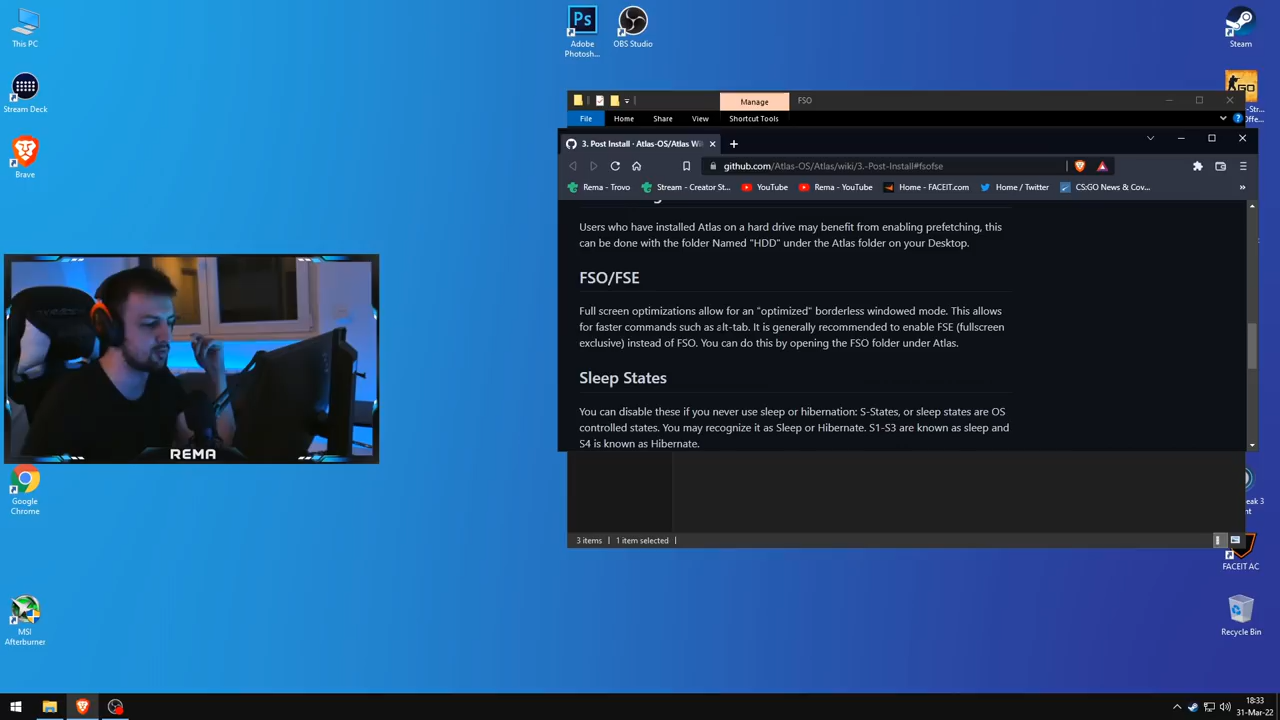 This PC
Adobe
Photosh...
OBS Studio
Steam
Stream Deck
Manage
FSO
File
Home
Share
View
Shortcut Tools
3. Post Install · Atlas-OS/Atlas Wi
github.com/Atlas-OS/Atlas/wiki/3.-Post-Install#fsofse
Brave
Rema - Trovo
Stream - Creator St...
YouTube
Rema - YouTube
Home - FACEIT.com
Home / Twitter
CS:GO News & Cov...
Users who have installed Atlas on a hard drive may benefit from enabling prefetching, this
can be done with the folder Named "HDD" under the Atlas folder on your Desktop.
FSO/FSE
Full screen optimizations allow for an "optimized" borderless windowed mode. This allows
for faster commands such as alt-tab. It is generally recommended to enable FSE (fullscreen
exclusive) instead of FSO. You can do this by opening the FSO folder under Atlas.
Sleep States
You can disable these if you never use sleep or hibernation: S-States, or sleep states are OS
controlled states. You may recognize it as Sleep or Hibernate. S1-S3 are known as sleep and
S4 is known as Hibernate.
REMA
Google
Chrome
3 items
1 item selected
FACEIT AC
MSI
Afterburner
Recycle Bin
18:33
31-Mar-22